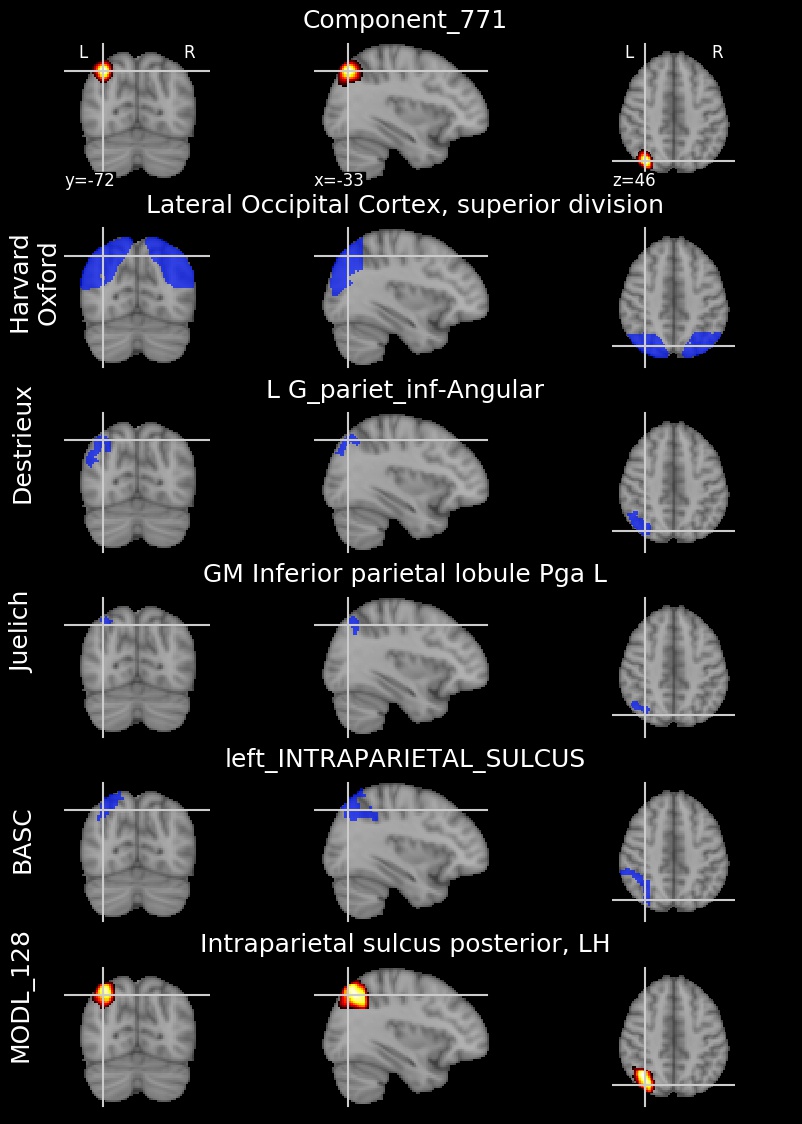 Component_771
L R L R
y=-72 x=-33 z=46
Lateral Occipital Cortex, superior division
Harvard
Oxford
L G_pariet_inf-Angular
Destrieux
GM Inferior parietal lobule Pga L
Juelich
left_INTRAPARIETAL_SULCUS
BASC
Intraparietal sulcus posterior, LH
MODL_128